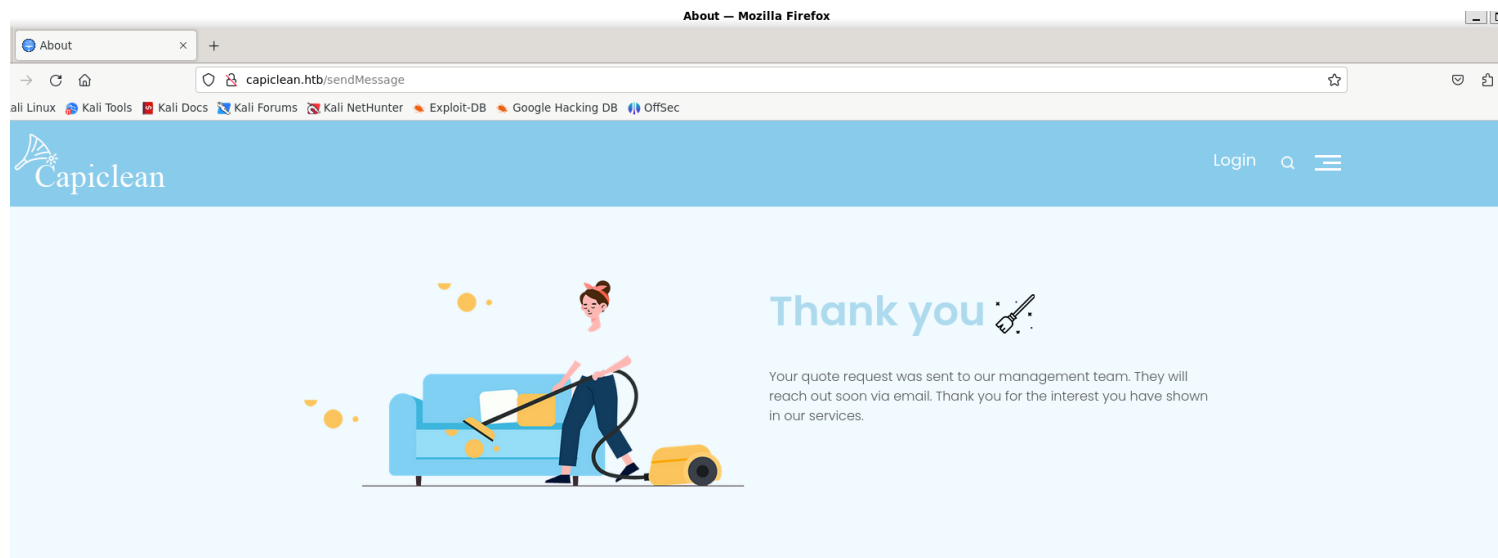 About — Mozilla Firefox
About
capiclean.htb/sendMessage
ali Linux Kali Tools Kali Docs Kali Forums Kali NetHunter Exploit-DB Google Hacking DB OffSec
Capiclean Login
Thank you
Your quote request was sent to our management team. They will
reach out soon via email. Thank you for the interest you have shown
in our services.